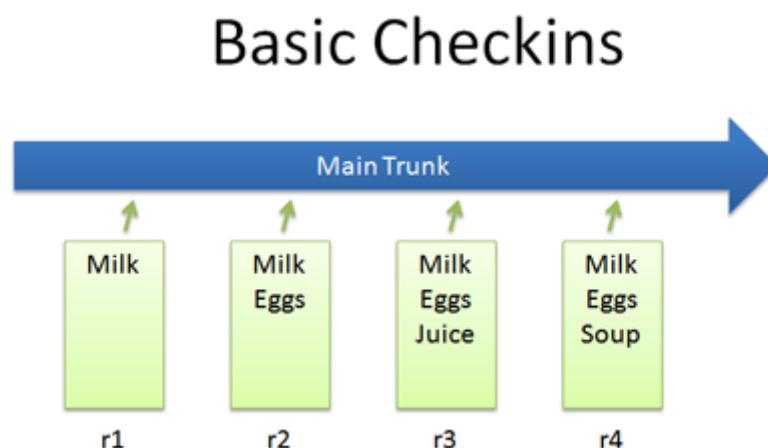 Basic Checkins
Main Trunk
Milk
Milk
Eggs
Milk
Eggs
Juice
Milk
Eggs
Soup
r1
r2
r3
r4